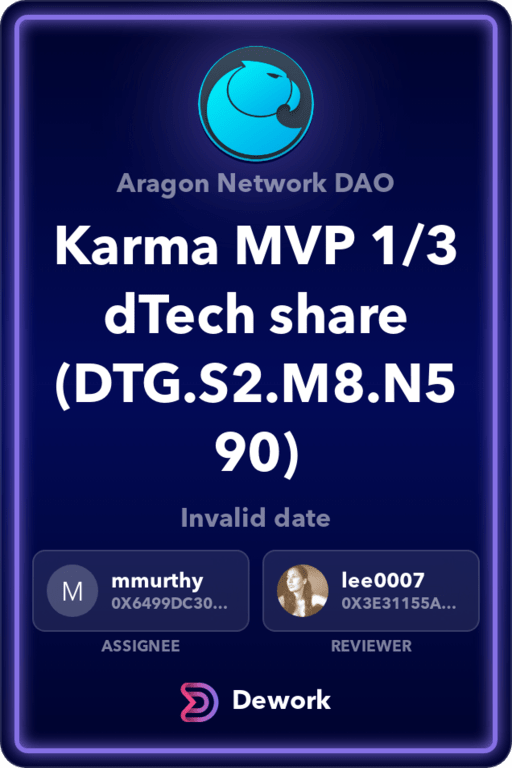 Aragon Network DAO
Karma MVP 1/3
dTech share
(DTG.S2.M8.N5
90)
Invalid date
M
mmurthy
0X6499DC30...
lee0007
0X3E31155A...
ASSIGNEE
REVIEWER
Dework